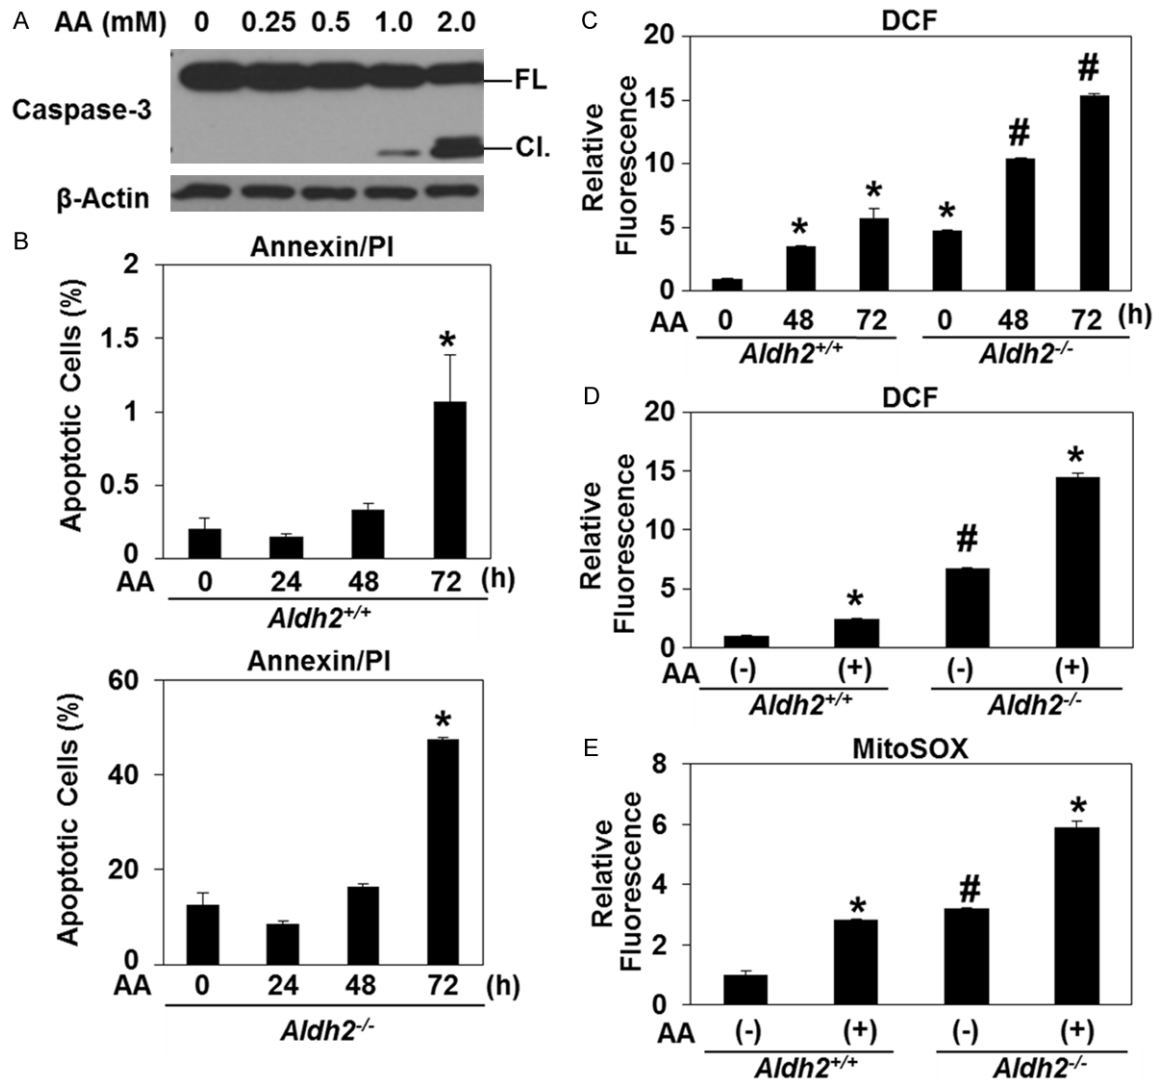 A
AA (mM) 0 0.25 0.5 1.0 2.0
Caspase-3
FL
Cl.
β-Actin
B
Annexin/PI
Apoptotic Cells (%)
2
1.5
1
0.5
0
AA 0 24 48 72 (h)
Aldh2+/+
*
Annexin/PI
Apoptotic Cells (%)
60
40
20
0
AA 0 24 48 72 (h)
Aldh2-/-
*
C
DCF
Relative
Fluorescence
20
15
10
5
0
* * * # #
AA 0 48 72 0 48 72 (h)
Aldh2+/+ Aldh2-/-
D
DCF
Relative
Fluorescence
20
15
10
5
0
* # *
AA (-) (+) (-) (+)
Aldh2+/+ Aldh2-/-
E
MitoSOX
Relative
Fluorescence
8
6
4
2
0
* # *
AA (-) (+) (-) (+)
Aldh2+/+ Aldh2-/-